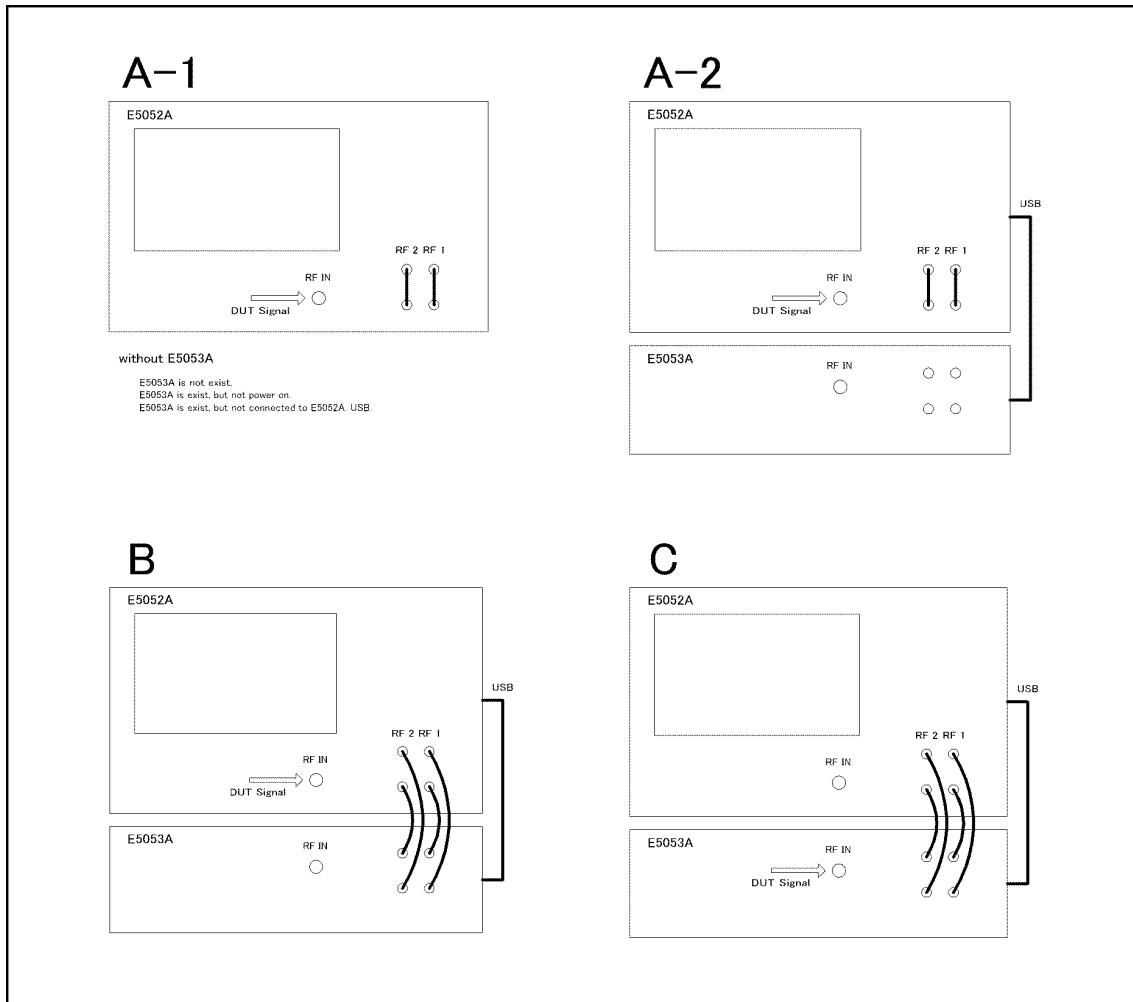 A-1
E5052A
RF 2 RF 1
RF IN
DUT Signal
without E5053A
E5053A is not exist.
E5053A is exist, but not power on.
E5053A is exist, but not connected to E5052A. USB.
A-2
E5052A
USB
RF 2 RF 1
RF IN
DUT Signal
E5053A
RF IN
B
E5052A
USB
RF 2 RF 1
RF IN
DUT Signal
E5053A
RF IN
C
E5052A
USB
RF 2 RF 1
RF IN
E5053A
RF IN
DUT Signal